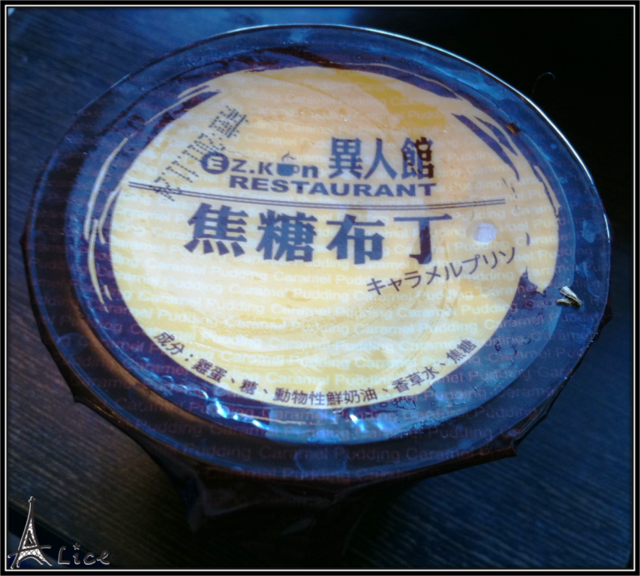 EZ.KOn 異人館
RESTAURANT
焦糖布丁
キャラメルプリン
成分:雞蛋、糖、動物性鮮奶油、香草水、焦糖
Caramel Pudding Caramel Pudding Caramel
Alice